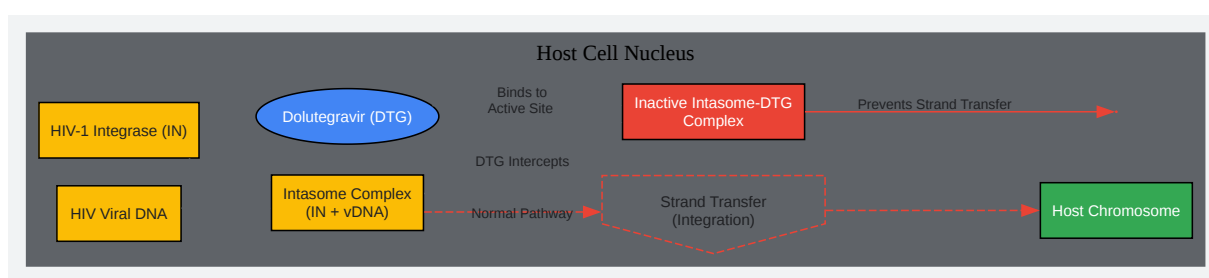 Host Cell Nucleus
HIV-1 Integrase (IN)
Dolutegravir (DTG)
Binds to
Active Site
Inactive Intasome-DTG
Complex
Prevents Strand Transfer
DTG Intercepts
HIV Viral DNA
Intasome Complex
(IN + vDNA)
Normal Pathway
Strand Transfer
(Integration)
Host Chromosome